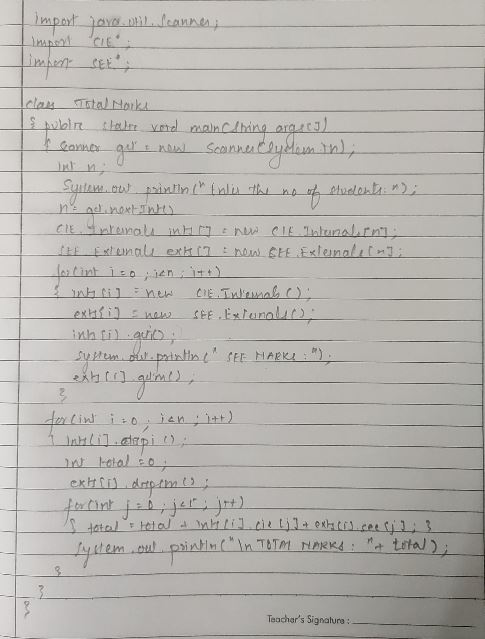 import java.util.Scanner;
import CIE*;
import SEE*;
class TotalMarks
{ public static void main(String args[])
{ Scanner get = new Scanner(System.in);
int n;
System.out.println("Enter the no of students:");
n = get.nextInt()
CIE.Internals ints[] = new CIE.Internals[n];
SEE.Externals exts[] = new SEE.Externals[n];
for(int i=0; i<n; i++)
{ ints[i] = new CIE.Internals();
exts[i] = new SEE.Externals();
ints[i].geti();
System.out.println(" SEE MARKS:");
exts[i].getm();
}
for(int i=0; i<n; i++)
{ ints[i].dispi();
int total=0;
exts[i].dispm();
for(int j=0; j<5; j++)
{ total = total + ints[i].cie[j] + exts[i].see[j]; }
System.out.println("\n TOTAL MARKS: "+ total);
}
}
}
Teacher's Signature: